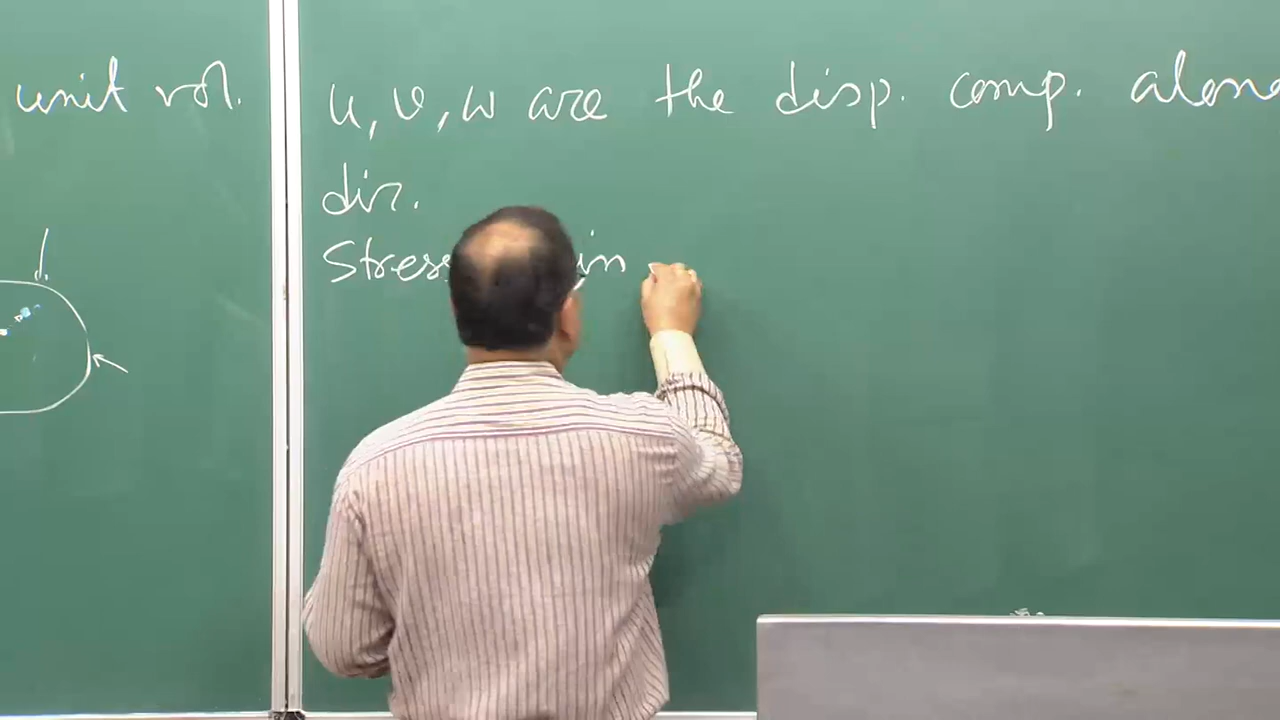 unit vol.
u, v, w are the disp. comp. along
dir.
Stress in